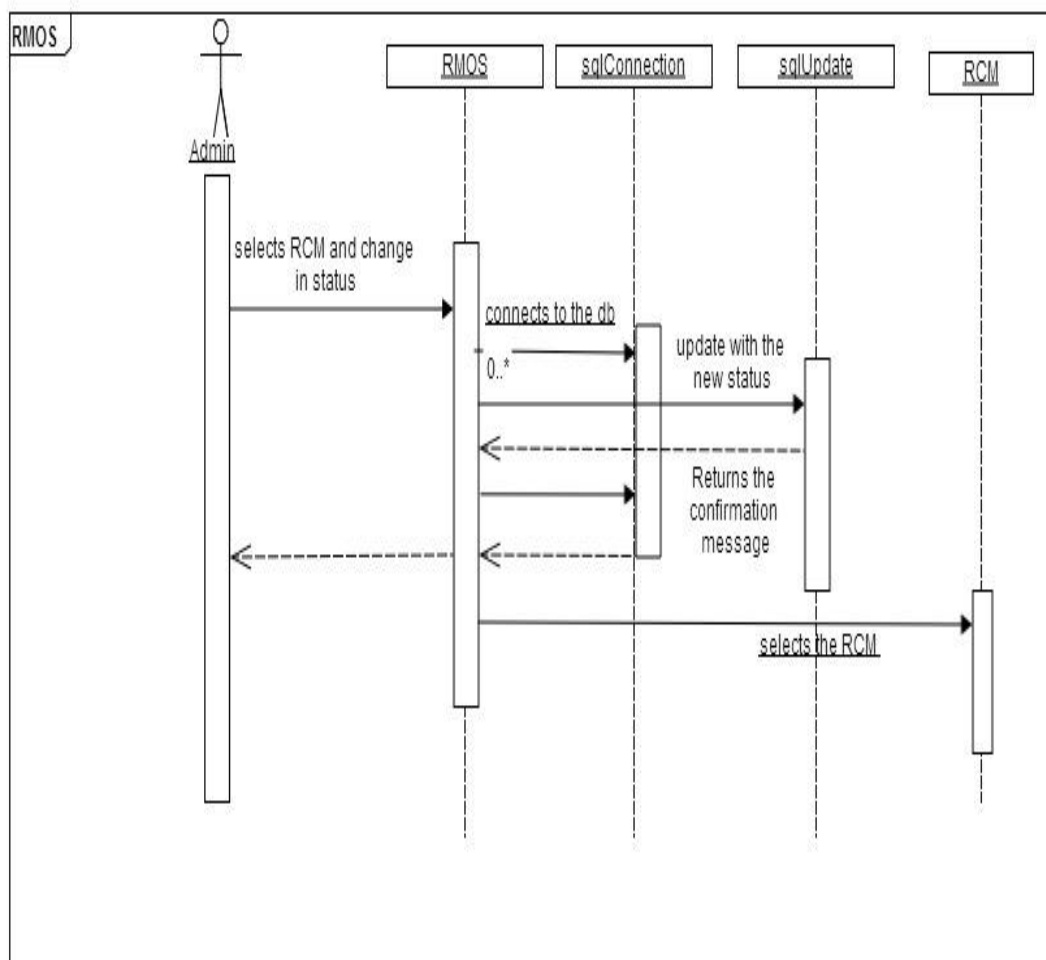 RMOS
RMOS
sqlConnection
sqlUpdate
RCM
Admin
selects RCM and change
in status
connects to the db
0..*
update with the
new status
Returns the
confirmation
message
selects the RCM